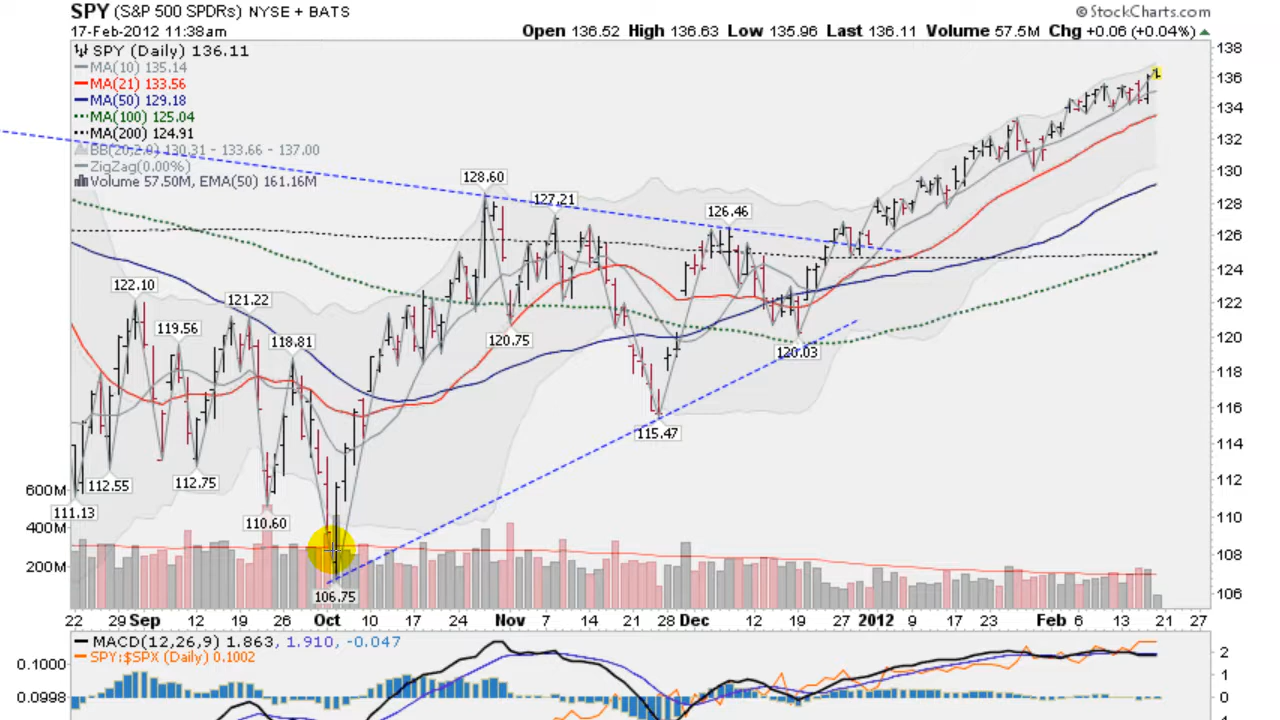 SPY (S&P 500 SPDRs) NYSE + BATS
© StockCharts.com
17-Feb-2012 11:38am
Open 136.52 High 136.63 Low 135.96 Last 136.11 Volume 57.5M Chg +0.06 (+0.04%)
SPY (Daily) 136.11
MA(10) 135.14
MA(21) 133.56
MA(50) 129.18
MA(100) 125.04
MA(200) 124.91
BB(20,2.0) 130.31 - 133.66 - 137.00
ZigZag(0.00%)
Volume 57.50M, EMA(50) 161.16M
138
136
134
132
130
128
126
124
122
120
118
116
114
112
110
108
106
128.60
127.21
126.46
122.10
121.22
119.56
118.81
120.75
120.03
115.47
112.55
112.75
111.13
110.60
106.75
600M
400M
200M
22 29 Sep 12 19 26 Oct 10 17 24 Nov 7 14 21 28 Dec 12 19 27 2012 9 17 23 Feb 6 13 21 27
MACD(12,26,9) 1.863, 1.910, -0.047
SPY:$SPX (Daily) 0.1002
0.1000
0.0998
2
1
0